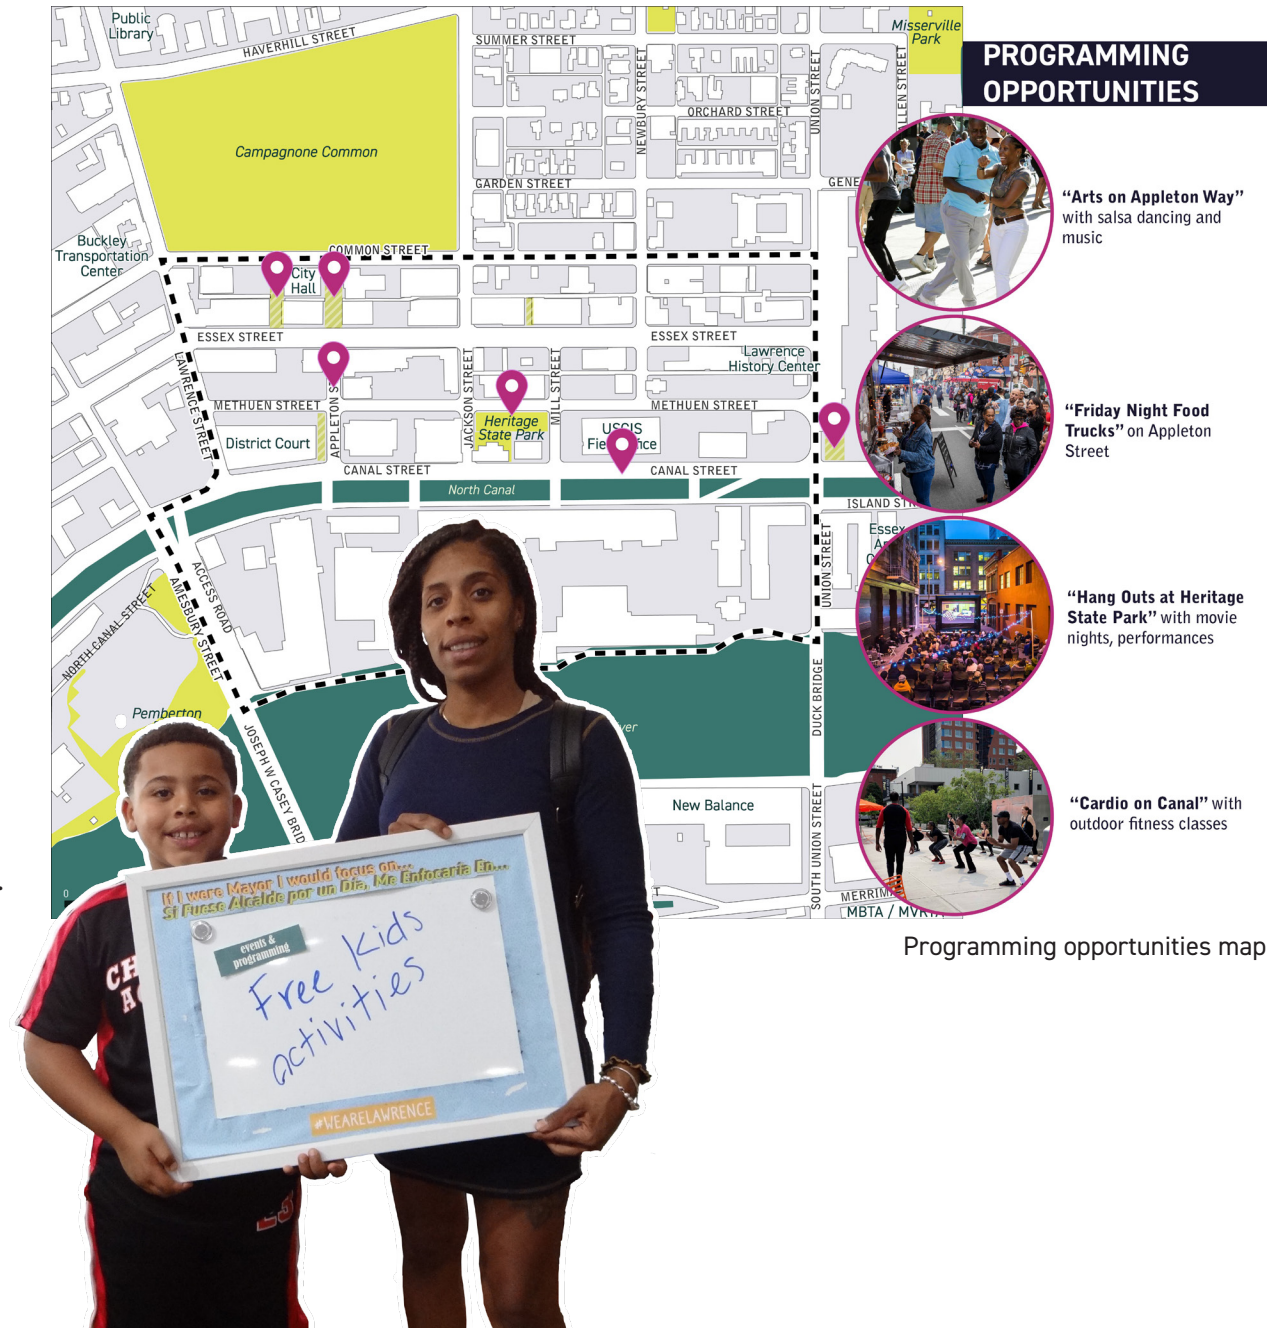 Public
Library
HAVERHILL STREET
SUMMER STREET
Misserville
Park
PROGRAMMING
OPPORTUNITIES
NEWBURY STREET
UNION STREET
ORCHARD STREET
Campagnone Common
GARDEN STREET
“Arts on Appleton Way”
with salsa dancing and
music
Buckley
Transportation
Center
COMMON STREET
City
Hall
ESSEX STREET
ESSEX STREET
Lawrence
History Center
LAWRENCE STREET
JACKSON STREET
MILL STREET
METHUEN STREET
METHUEN STREET
Heritage
State Park
USCIS
District Court
CANAL STREET
CANAL STREET
North Canal
“Friday Night Food
Trucks” on Appleton
Street
Essex
UNION STREET
ACCESS ROAD
AMESBURY STREET
NORTH CANAL STREET
“Hang Outs at Heritage
State Park” with movie
nights, performances
Pemberton
JOSEPH W CASEY BRID
DUCK BRIDGE
New Balance
SOUTH UNION STREET
“Cardio on Canal” with
outdoor fitness classes
0
MBTA / MVRTA
Programming opportunities map
If I were Mayor I would focus on...
Si Fuese Alcalde por un Día, Me Enfocaría En...
events &
programming
Free Kids
activities
#WEARELAWRENCE